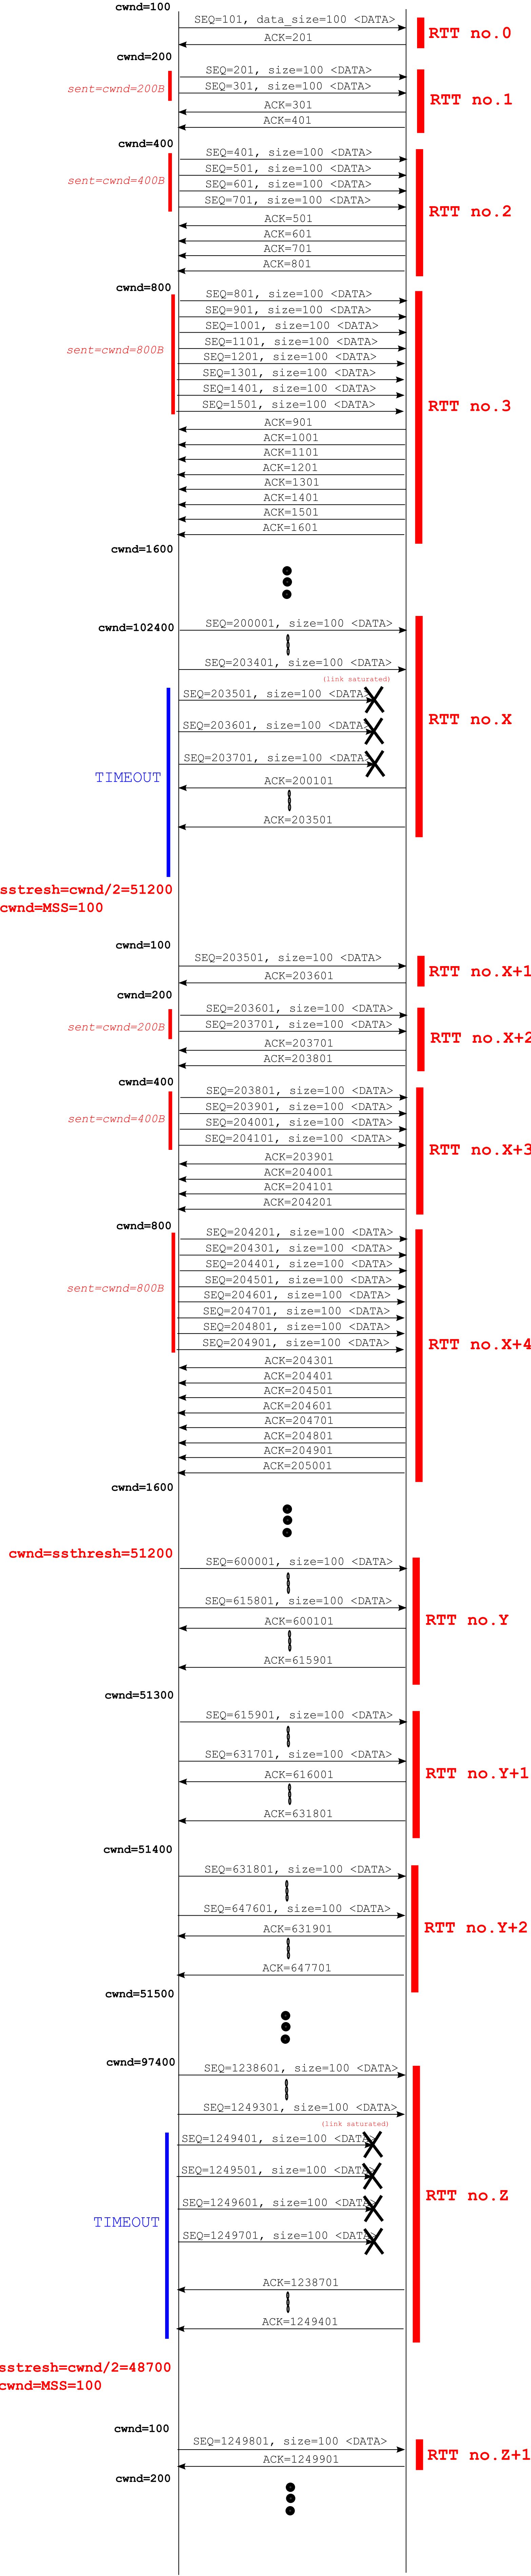 cwnd=100
SEQ=101, data_size=100 <DATA>
RTT no.0
ACK=201
cwnd=200
SEQ=201, size=100 <DATA>
sent=cwnd=200B
SEQ=301, size=100 <DATA>
RTT no.1
ACK=301
ACK=401
cwnd=400
SEQ=401, size=100 <DATA>
SEQ=501, size=100 <DATA>
sent=cwnd=400B
SEQ=601, size=100 <DATA>
SEQ=701, size=100 <DATA>
RTT no.2
ACK=501
ACK=601
ACK=701
ACK=801
cwnd=800
SEQ=801, size=100 <DATA>
SEQ=901, size=100 <DATA>
SEQ=1001, size=100 <DATA>
SEQ=1101, size=100 <DATA>
sent=cwnd=800B
SEQ=1201, size=100 <DATA>
SEQ=1301, size=100 <DATA>
SEQ=1401, size=100 <DATA>
SEQ=1501, size=100 <DATA>
RTT no.3
ACK=901
ACK=1001
ACK=1101
ACK=1201
ACK=1301
ACK=1401
ACK=1501
ACK=1601
cwnd=1600
cwnd=102400
SEQ=200001, size=100 <DATA>
SEQ=203401, size=100 <DATA>
(link saturated)
SEQ=203501, size=100 <DATA>
RTT no.X
SEQ=203601, size=100 <DATA>
SEQ=203701, size=100 <DATA>
TIMEOUT
ACK=200101
ACK=203501
sstresh=cwnd/2=51200
cwnd=MSS=100
cwnd=100
SEQ=203501, size=100 <DATA>
RTT no.X+1
ACK=203601
cwnd=200
SEQ=203601, size=100 <DATA>
sent=cwnd=200B
SEQ=203701, size=100 <DATA>
RTT no.X+2
ACK=203701
ACK=203801
cwnd=400
SEQ=203801, size=100 <DATA>
SEQ=203901, size=100 <DATA>
sent=cwnd=400B
SEQ=204001, size=100 <DATA>
SEQ=204101, size=100 <DATA>
RTT no.X+3
ACK=203901
ACK=204001
ACK=204101
ACK=204201
cwnd=800
SEQ=204201, size=100 <DATA>
SEQ=204301, size=100 <DATA>
SEQ=204401, size=100 <DATA>
SEQ=204501, size=100 <DATA>
sent=cwnd=800B
SEQ=204601, size=100 <DATA>
SEQ=204701, size=100 <DATA>
SEQ=204801, size=100 <DATA>
SEQ=204901, size=100 <DATA>
RTT no.X+4
ACK=204301
ACK=204401
ACK=204501
ACK=204601
ACK=204701
ACK=204801
ACK=204901
ACK=205001
cwnd=1600
cwnd=ssthresh=51200
SEQ=600001, size=100 <DATA>
SEQ=615801, size=100 <DATA>
RTT no.Y
ACK=600101
ACK=615901
cwnd=51300
SEQ=615901, size=100 <DATA>
SEQ=631701, size=100 <DATA>
RTT no.Y+1
ACK=616001
ACK=631801
cwnd=51400
SEQ=631801, size=100 <DATA>
SEQ=647601, size=100 <DATA>
RTT no.Y+2
ACK=631901
ACK=647701
cwnd=51500
cwnd=97400
SEQ=1238601, size=100 <DATA>
SEQ=1249301, size=100 <DATA>
(link saturated)
SEQ=1249401, size=100 <DATA>
SEQ=1249501, size=100 <DATA>
RTT no.Z
SEQ=1249601, size=100 <DATA>
TIMEOUT
SEQ=1249701, size=100 <DATA>
ACK=1238701
ACK=1249401
sstresh=cwnd/2=48700
cwnd=MSS=100
cwnd=100
SEQ=1249801, size=100 <DATA>
RTT no.Z+1
ACK=1249901
cwnd=200